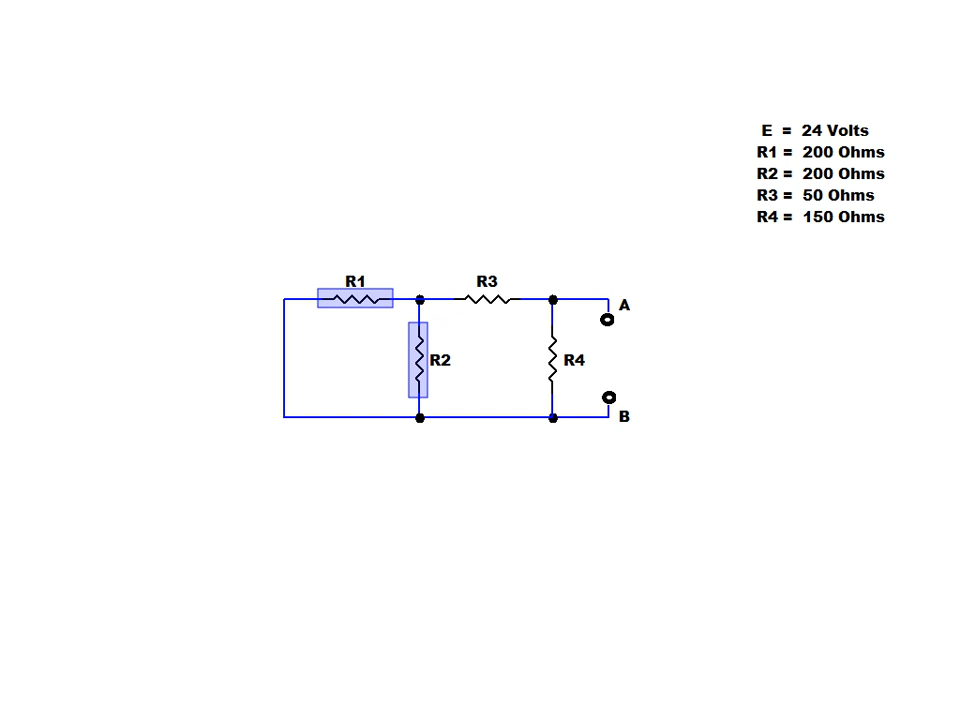 E = 24 Volts
R1 = 200 Ohms
R2 = 200 Ohms
R3 = 50 Ohms
R4 = 150 Ohms
R1
R3
A
R2
R4
B